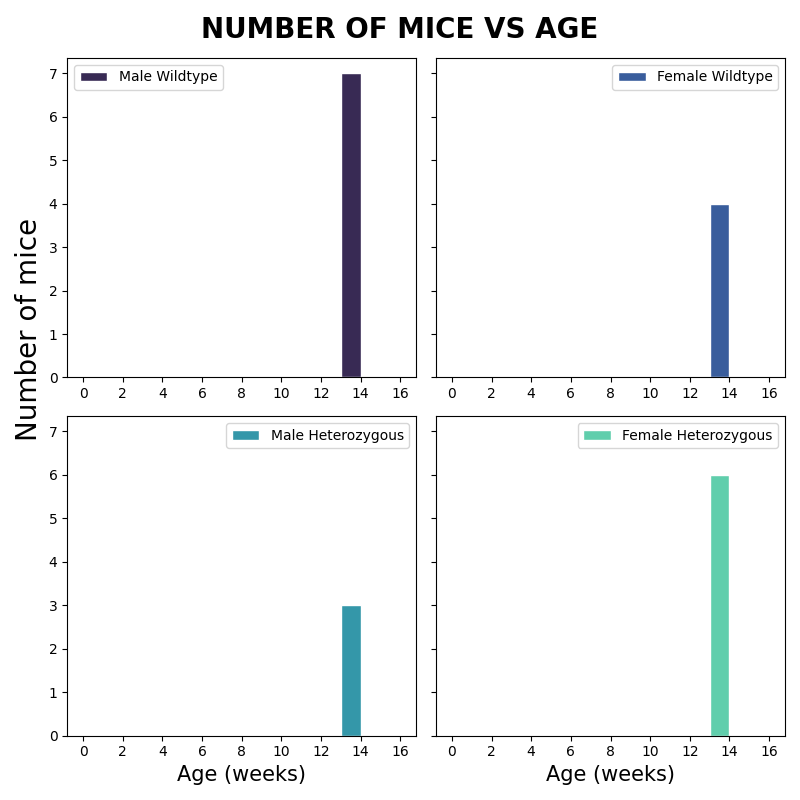 NUMBER OF MICE VS AGE
Number of mice
7
6
5
4
3
2
1
0
Male Wildtype
0 2 4 6 8 10 12 14 16
Female Wildtype
0 2 4 6 8 10 12 14 16
7
6
5
4
3
2
1
0
Male Heterozygous
0 2 4 6 8 10 12 14 16
Age (weeks)
Female Heterozygous
0 2 4 6 8 10 12 14 16
Age (weeks)